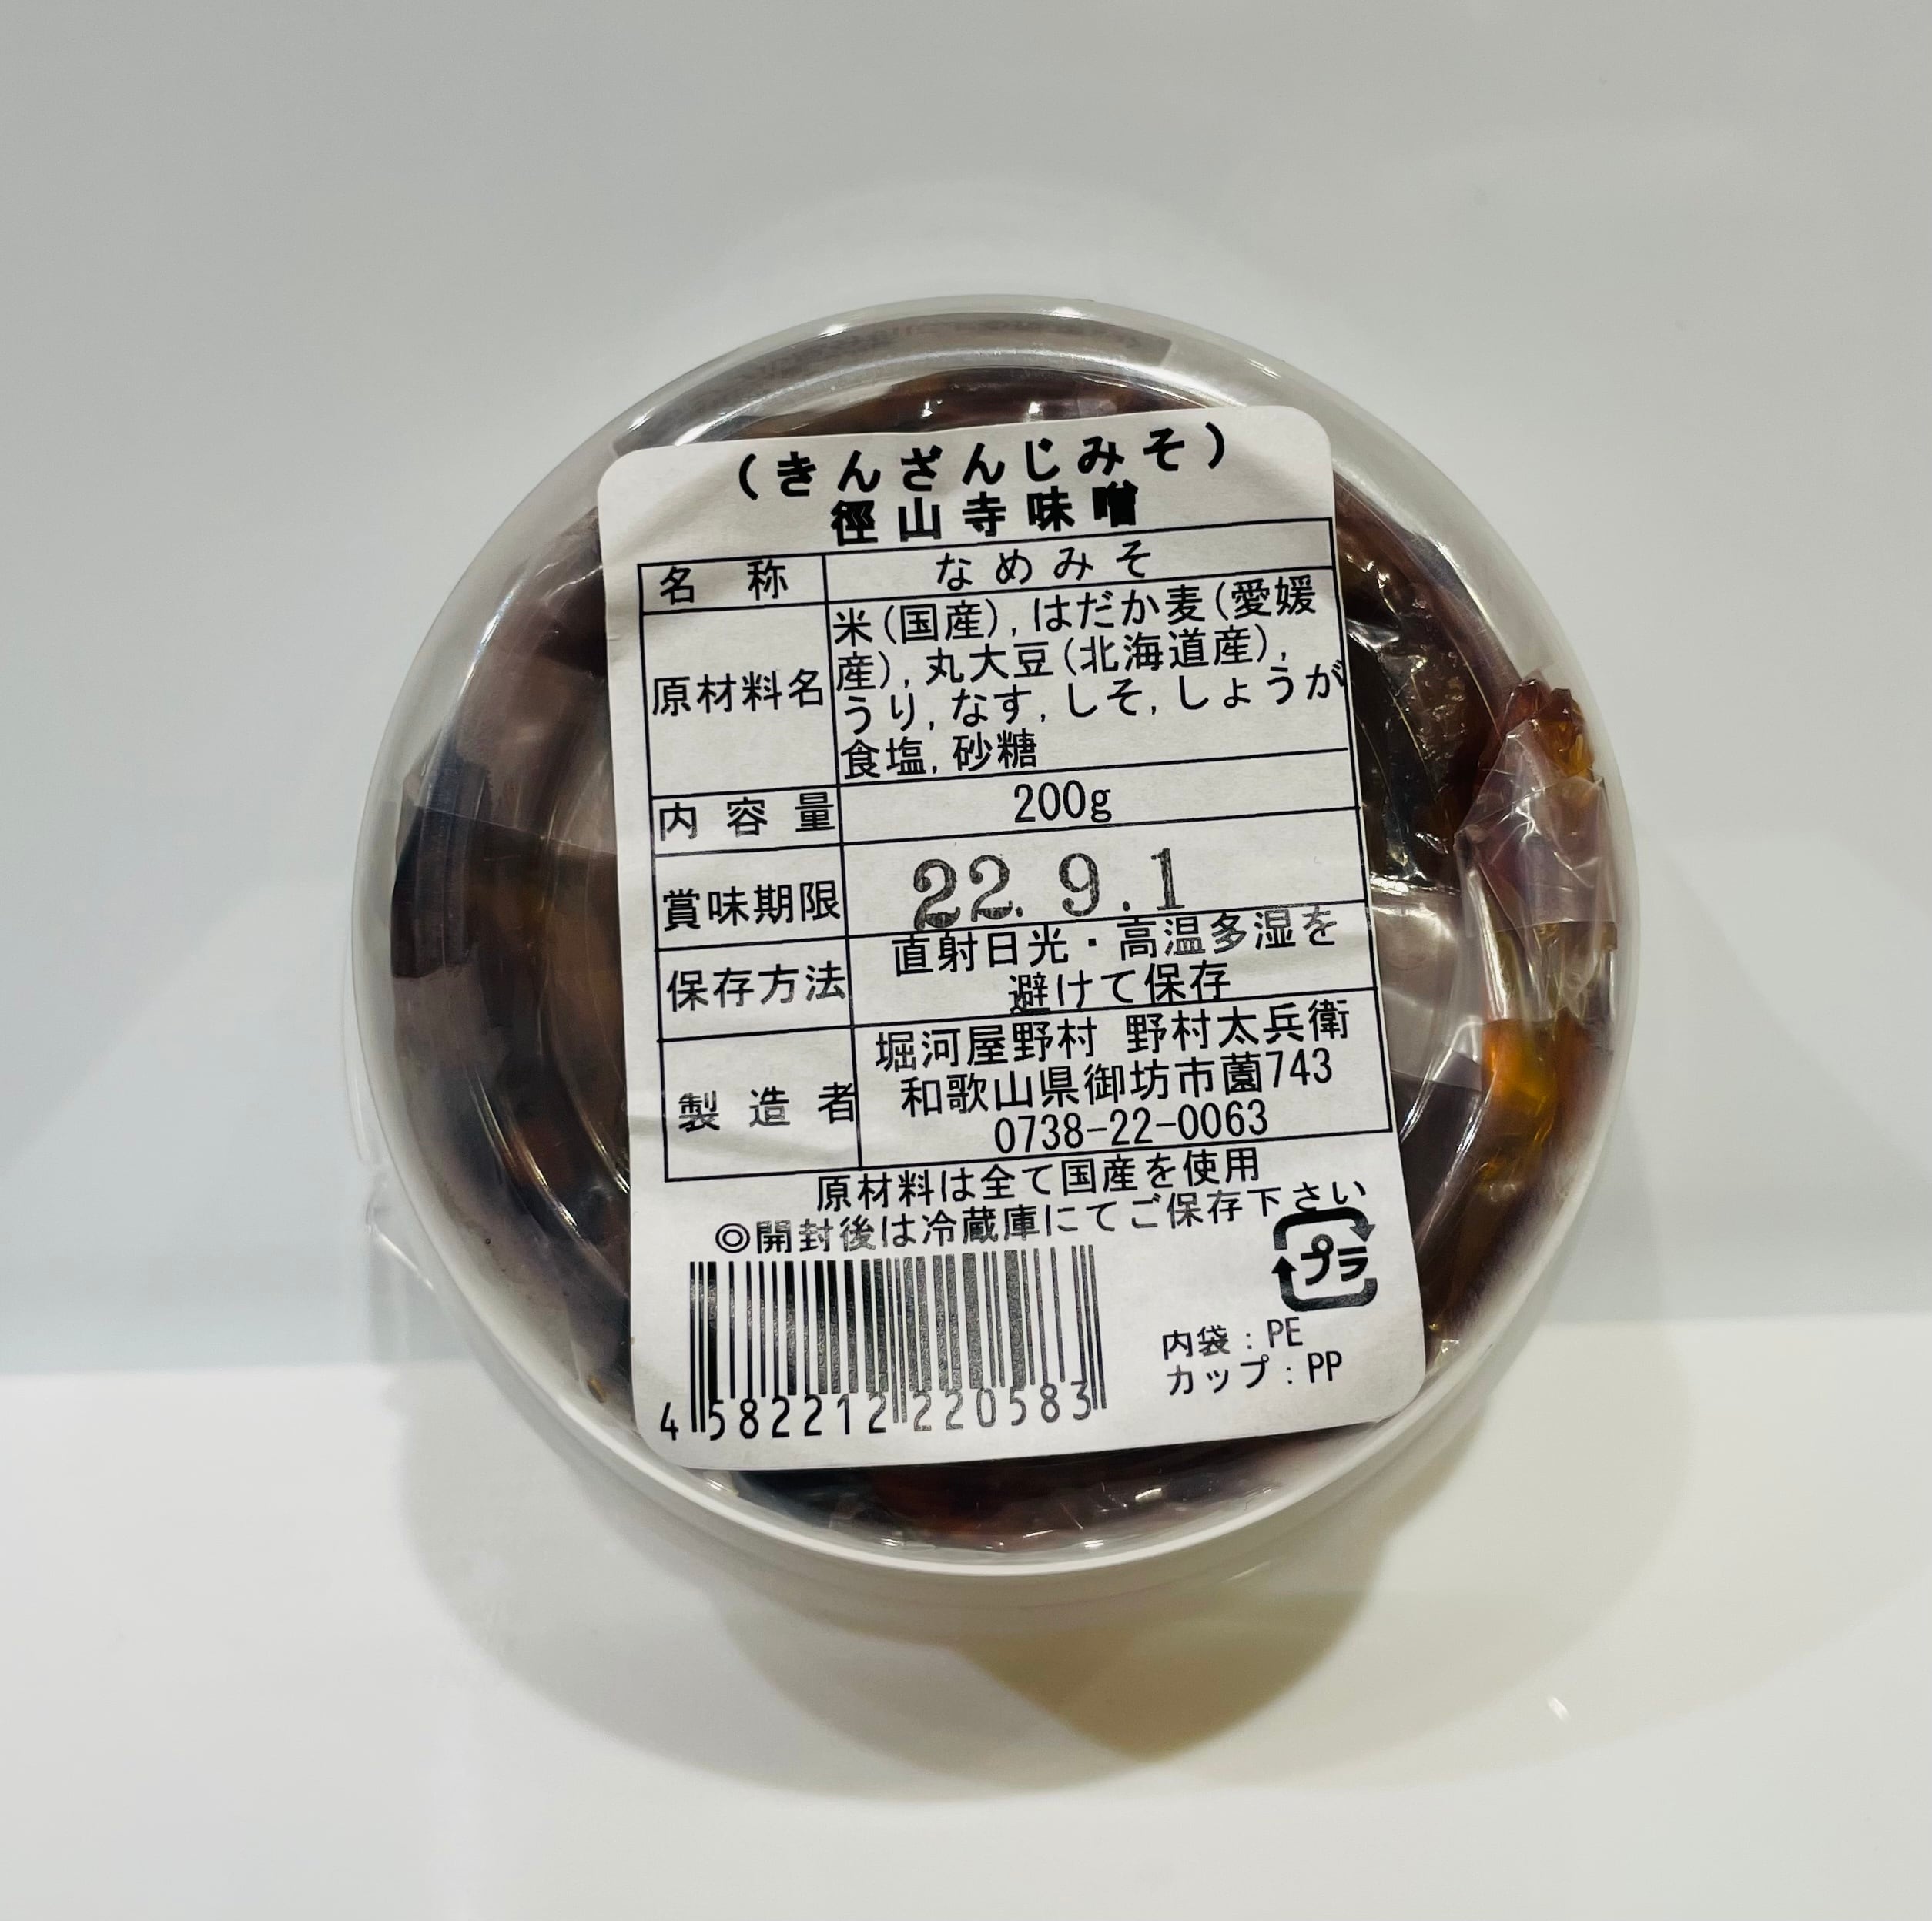 (きんざんじみそ)
徑山寺味噌
名称 なめみそ
原材料名 米(国産),はだか麦(愛媛
産),丸大豆(北海道産),
うり,なす,しそ,しょうが
食塩,砂糖
内容量 200g
賞味期限 22.9.1
保存方法 直射日光・高温多湿を
避けて保存
製造者 堀河屋野村 野村太兵衛
和歌山県御坊市薗743
0738-22-0063
原材料は全て国産を使用
◎開封後は冷蔵庫にてご保存下さい
プラ
内袋:PE
カップ:PP
4582212220583